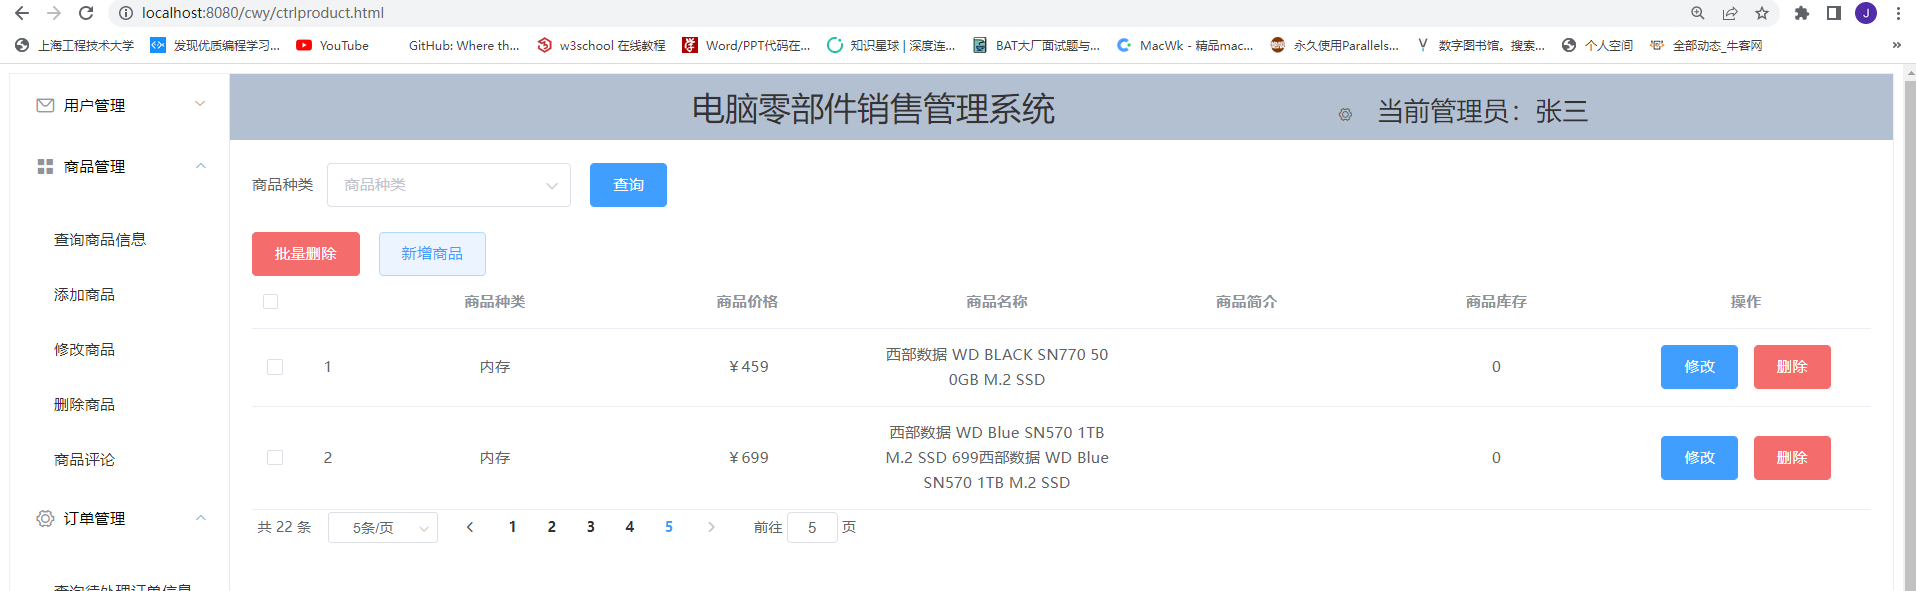 localhost:8080/cwy/ctrlproduct.html
J
上海工程技术大学 发现优质编程学习... YouTube GitHub: Where th... w3school 在线教程 Word/PPT代码在... 知识星球 | 深度连... BAT大厂面试题与... MacWk - 精品mac... 永久使用Parallels... 数字图书馆。搜索... 个人空间 全部动态_牛客网 »
用户管理
商品管理
查询商品信息
添加商品
修改商品
删除商品
商品评论
订单管理
查询待处理订单信息
电脑零部件销售管理系统 当前管理员：张三
商品种类 商品种类 查询
批量删除 新增商品
商品种类 商品价格 商品名称 商品简介 商品库存 操作
1 内存 ￥459 西部数据 WD BLACK SN770 50 0 修改 删除
0GB M.2 SSD
西部数据 WD Blue SN570 1TB
2 内存 ￥699 M.2 SSD 699西部数据 WD Blue 0 修改 删除
SN570 1TB M.2 SSD
共 22 条 5条/页 1 2 3 4 5 前往 5 页